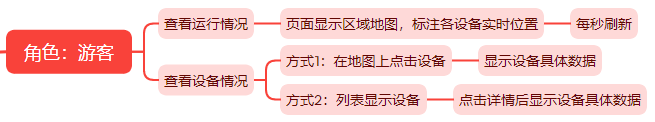 查看运行情况
页面显示区域地图，标注各设备实时位置
每秒刷新
角色：游客
查看设备情况
方式1：在地图上点击设备
显示设备具体数据
方式2：列表显示设备
点击详情后显示设备具体数据